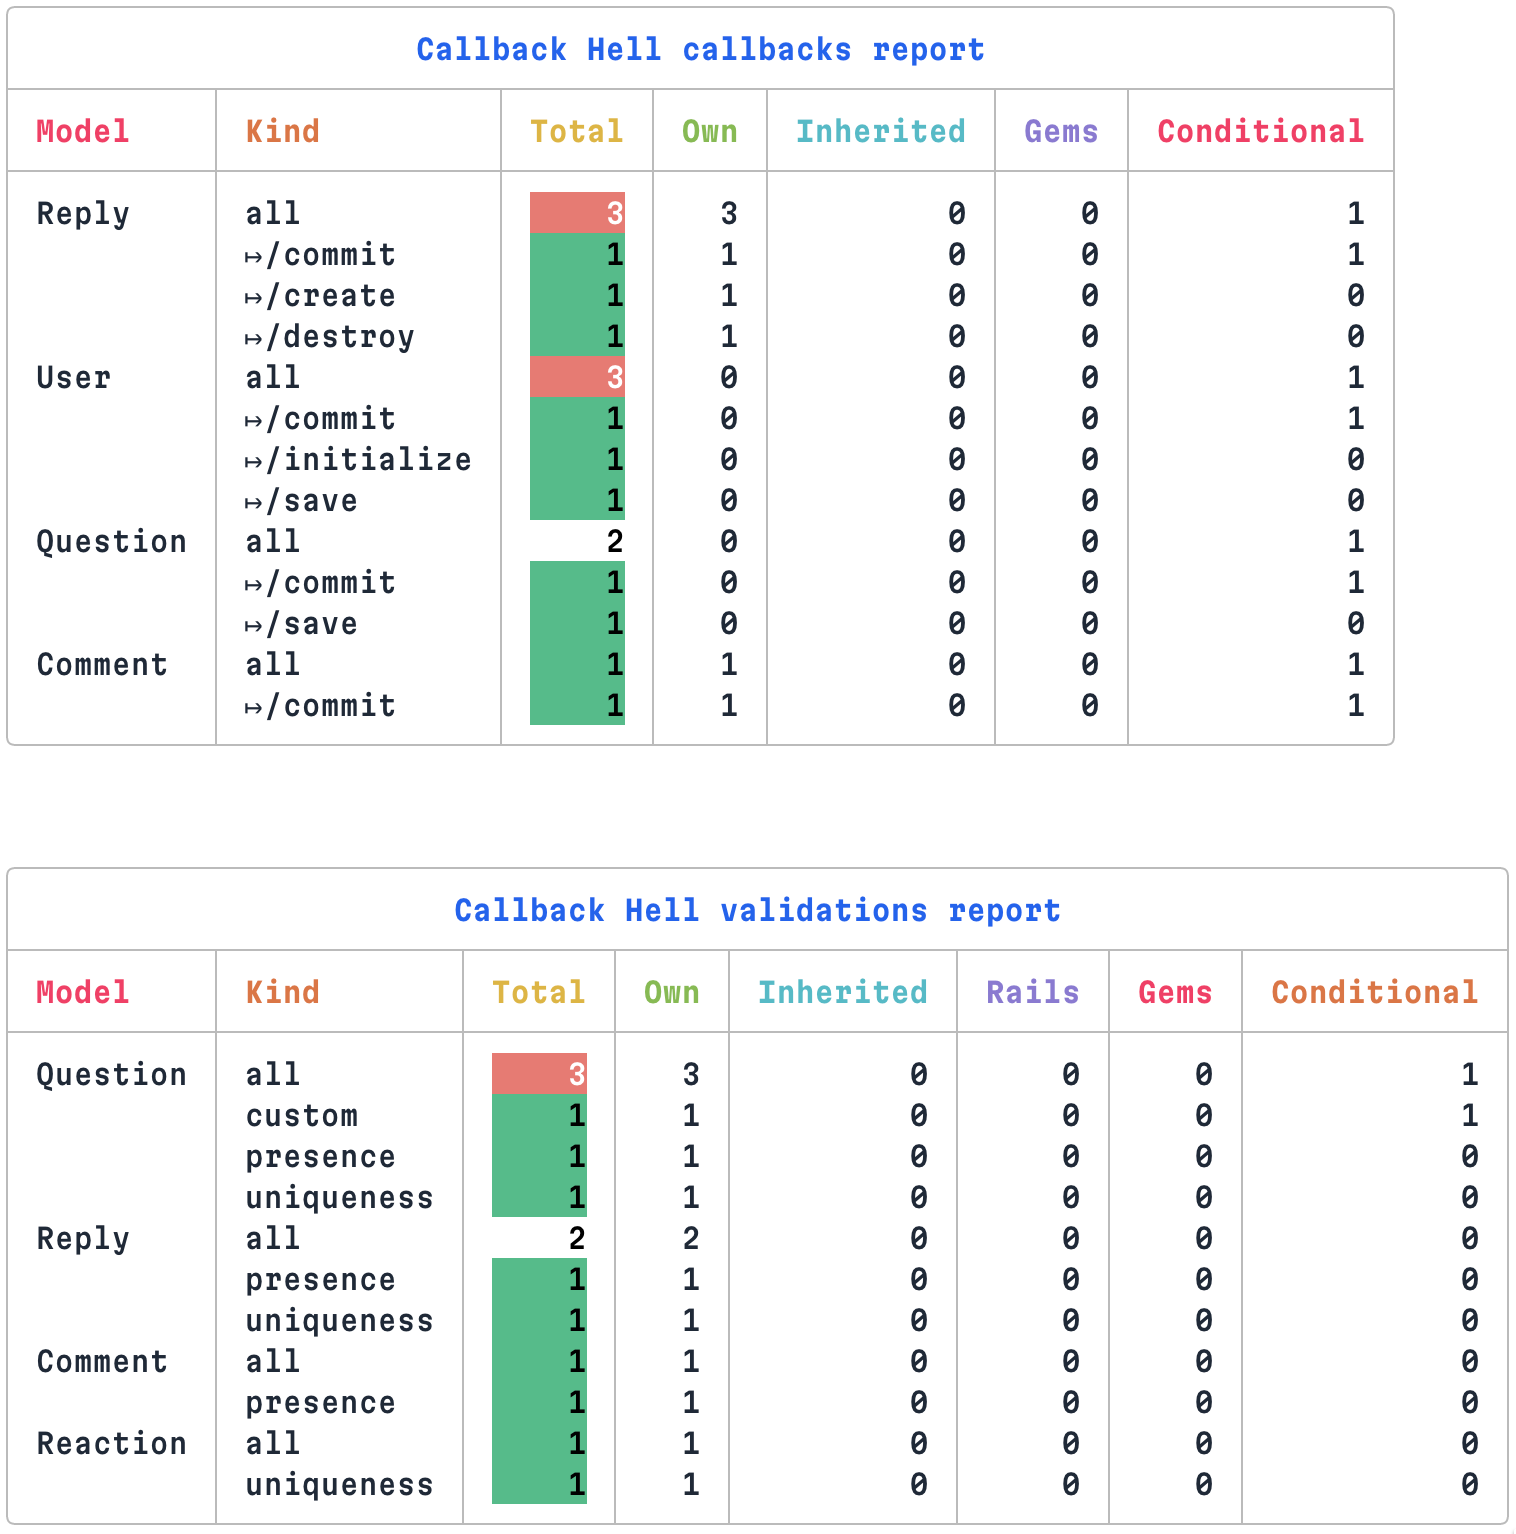 Callback Hell callbacks report
Model Kind Total Own Inherited Gems Conditional
Reply all 3 3 0 0 1
↦/commit 1 1 0 0 1
↦/create 1 1 0 0 0
↦/destroy 1 1 0 0 0
User all 3 0 0 0 1
↦/commit 1 0 0 0 1
↦/initialize 1 0 0 0 0
↦/save 1 0 0 0 0
Question all 2 0 0 0 1
↦/commit 1 0 0 0 1
↦/save 1 0 0 0 0
Comment all 1 1 0 0 1
↦/commit 1 1 0 0 1
Callback Hell validations report
Model Kind Total Own Inherited Rails Gems Conditional
Question all 3 3 0 0 0 1
custom 1 1 0 0 0 1
presence 1 1 0 0 0 0
uniqueness 1 1 0 0 0 0
Reply all 2 2 0 0 0 0
presence 1 1 0 0 0 0
uniqueness 1 1 0 0 0 0
Comment all 1 1 0 0 0 0
presence 1 1 0 0 0 0
Reaction all 1 1 0 0 0 0
uniqueness 1 1 0 0 0 0